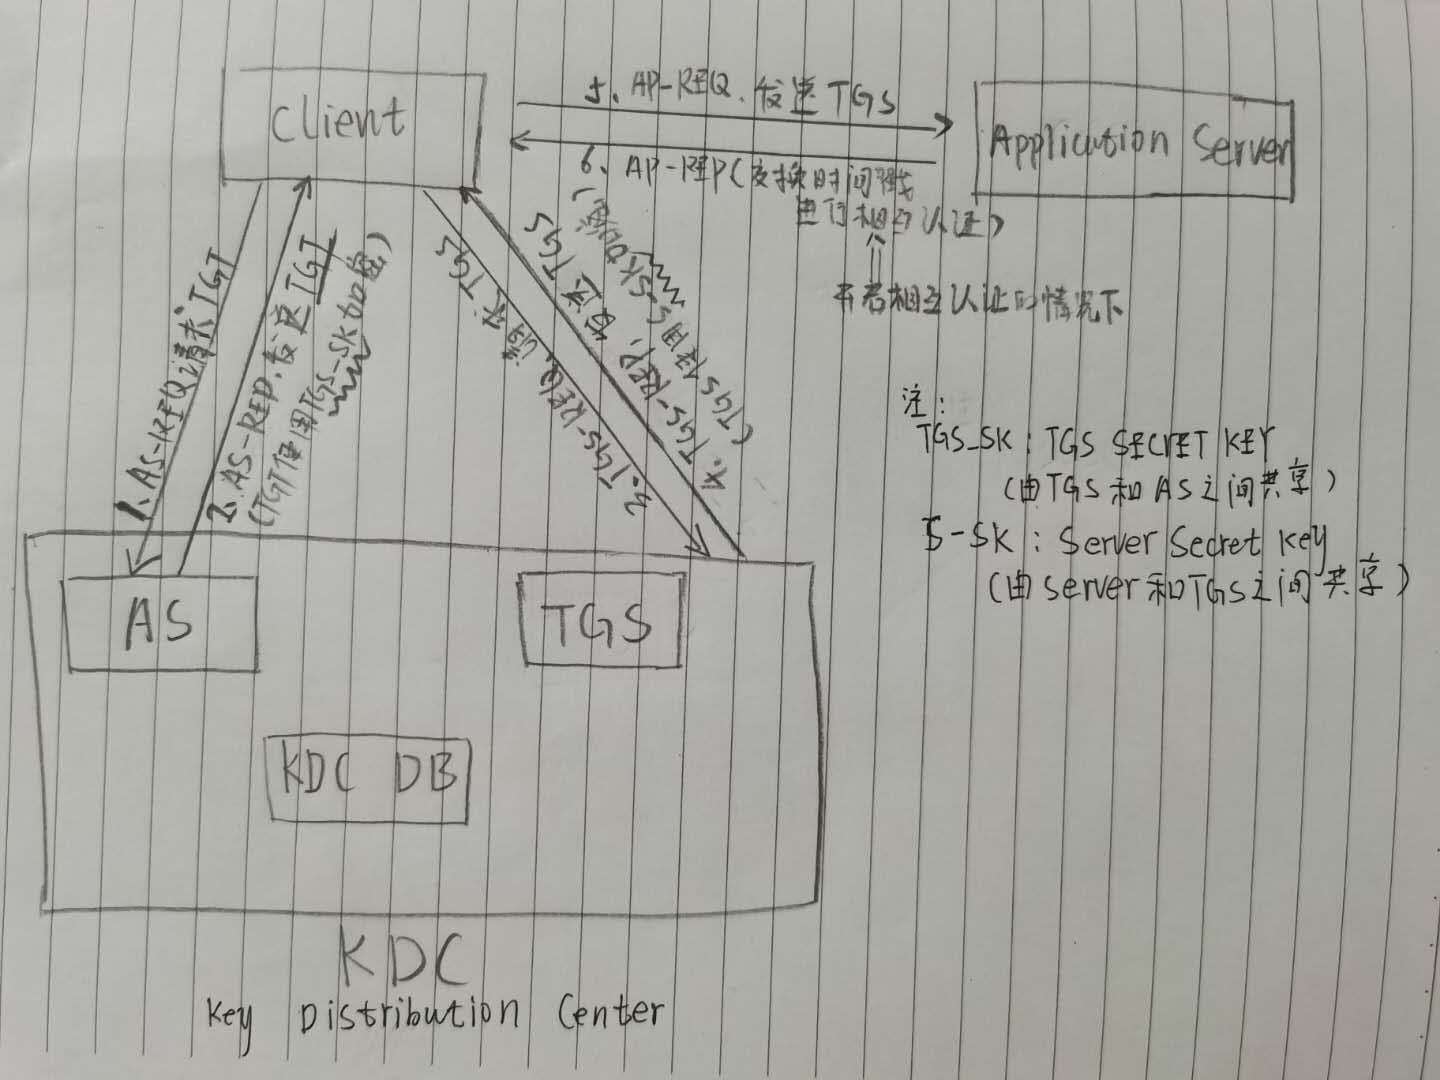 client
5、AP-REQ、发送TGS
Application Server
6、AP-REP(交换时间戳
进行相互认证)
需要相互认证的情况下
1、AS-REQ请求TGT
2、AS-REP、发送TGT
(TGT使用TGS_SK加密)
3、TGS-REQ、请求TGS
4、TGS-REP、发送TGS
(TGS使用S-SK加密)
注:
TGS_SK:TGS SECRET KEY
(由TGS和AS之间共享)
S-SK:Server Secret Key
(由server和TGS之间共享)
AS
TGS
KDC DB
KDC
Key Distribution Center